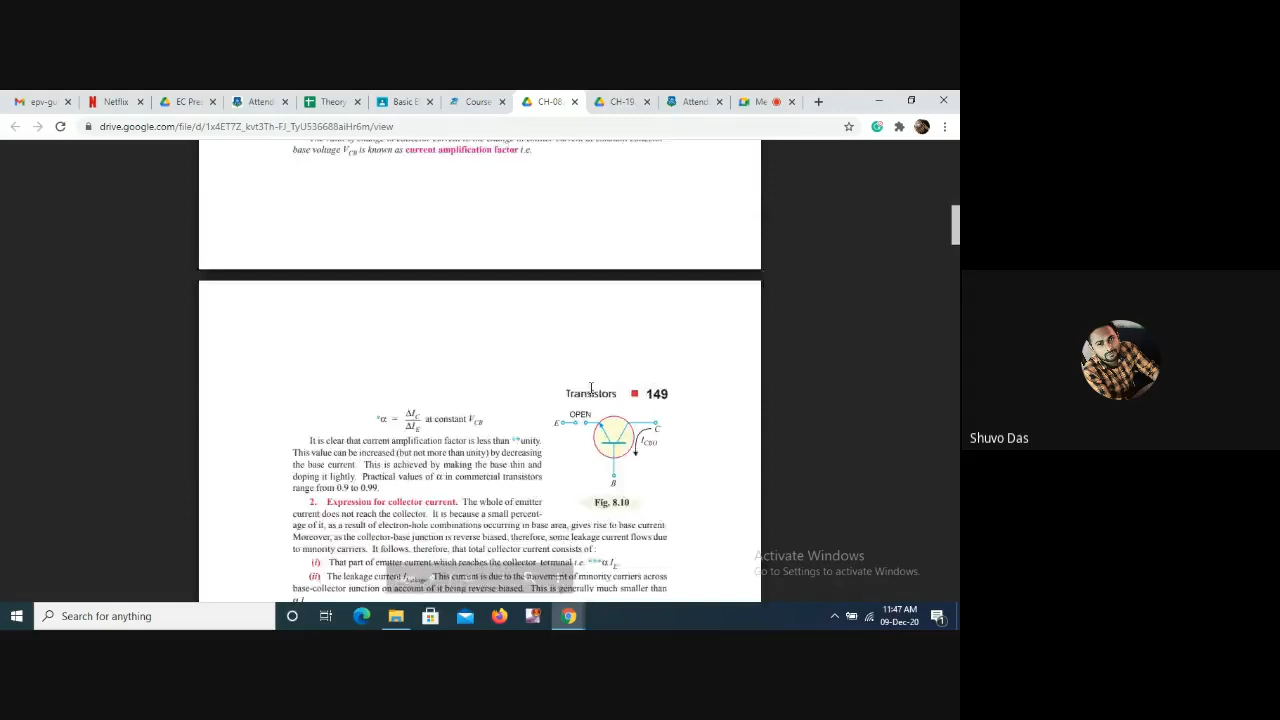 epv-gu
Netflix
EC Pre
Attend
Theory
Basic E
Course
CH-08
CH-19
Attend
Me
drive.google.com/file/d/1x4ET7Z_kvt3Th-FJ_TyU536688aiHr6m/view
base voltage VCB is known as current amplification factor i.e.
Transistors 149
*α = ΔIC / ΔIE at constant VCB
OPEN
E
C
ICBO
B
Fig. 8.10
It is clear that current amplification factor is less than **unity.
This value can be increased (but not more than unity) by decreasing
the base current. This is achieved by making the base thin and
doping it lightly. Practical values of α in commercial transistors
range from 0.9 to 0.99.
2. Expression for collector current. The whole of emitter
current does not reach the collector. It is because a small percent-
age of it, as a result of electron-hole combinations occurring in base area, gives rise to base current.
Moreover, as the collector-base junction is reverse biased, therefore, some leakage current flows due
to minority carriers. It follows, therefore, that total collector current consists of :
(i) That part of emitter current which reaches the collector terminal i.e. ***α IE.
(ii) The leakage current Ileakage. This current is due to the movement of minority carriers across
base-collector junction on account of it being reverse biased. This is generally much smaller than
Shuvo Das
Activate Windows
Go to Settings to activate Windows.
Search for anything
11:47 AM
09-Dec-20
1